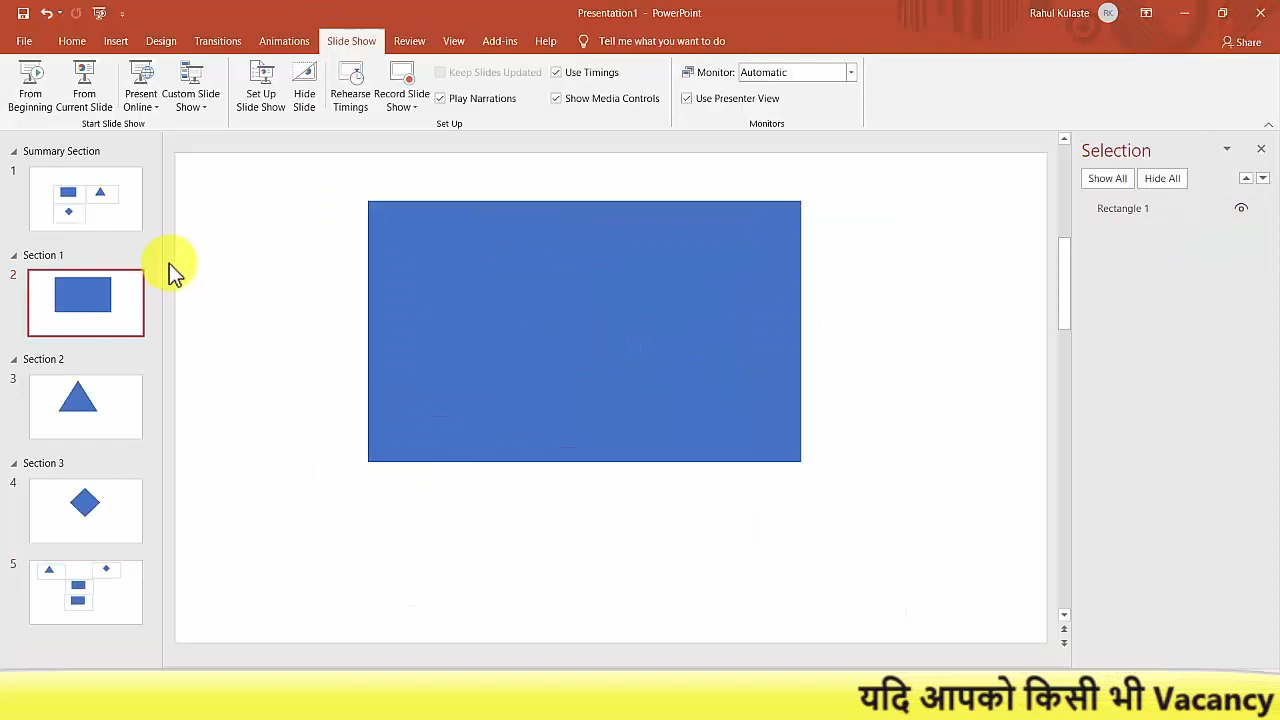 Presentation1 - PowerPoint
Rahul Kulaste
RK
File
Home
Insert
Design
Transitions
Animations
Slide Show
Review
View
Add-ins
Help
Tell me what you want to do
Share
From Beginning
From Current Slide
Present Online
Custom Slide Show
Start Slide Show
Set Up Slide Show
Hide Slide
Rehearse Timings
Record Slide Show
Keep Slides Updated
Use Timings
Play Narrations
Show Media Controls
Set Up
Monitor:
Automatic
Use Presenter View
Monitors
Summary Section
1
Section 1
2
Section 2
3
Section 3
4
5
Selection
Show All
Hide All
Rectangle 1
यदि आपको किसी भी Vacancy